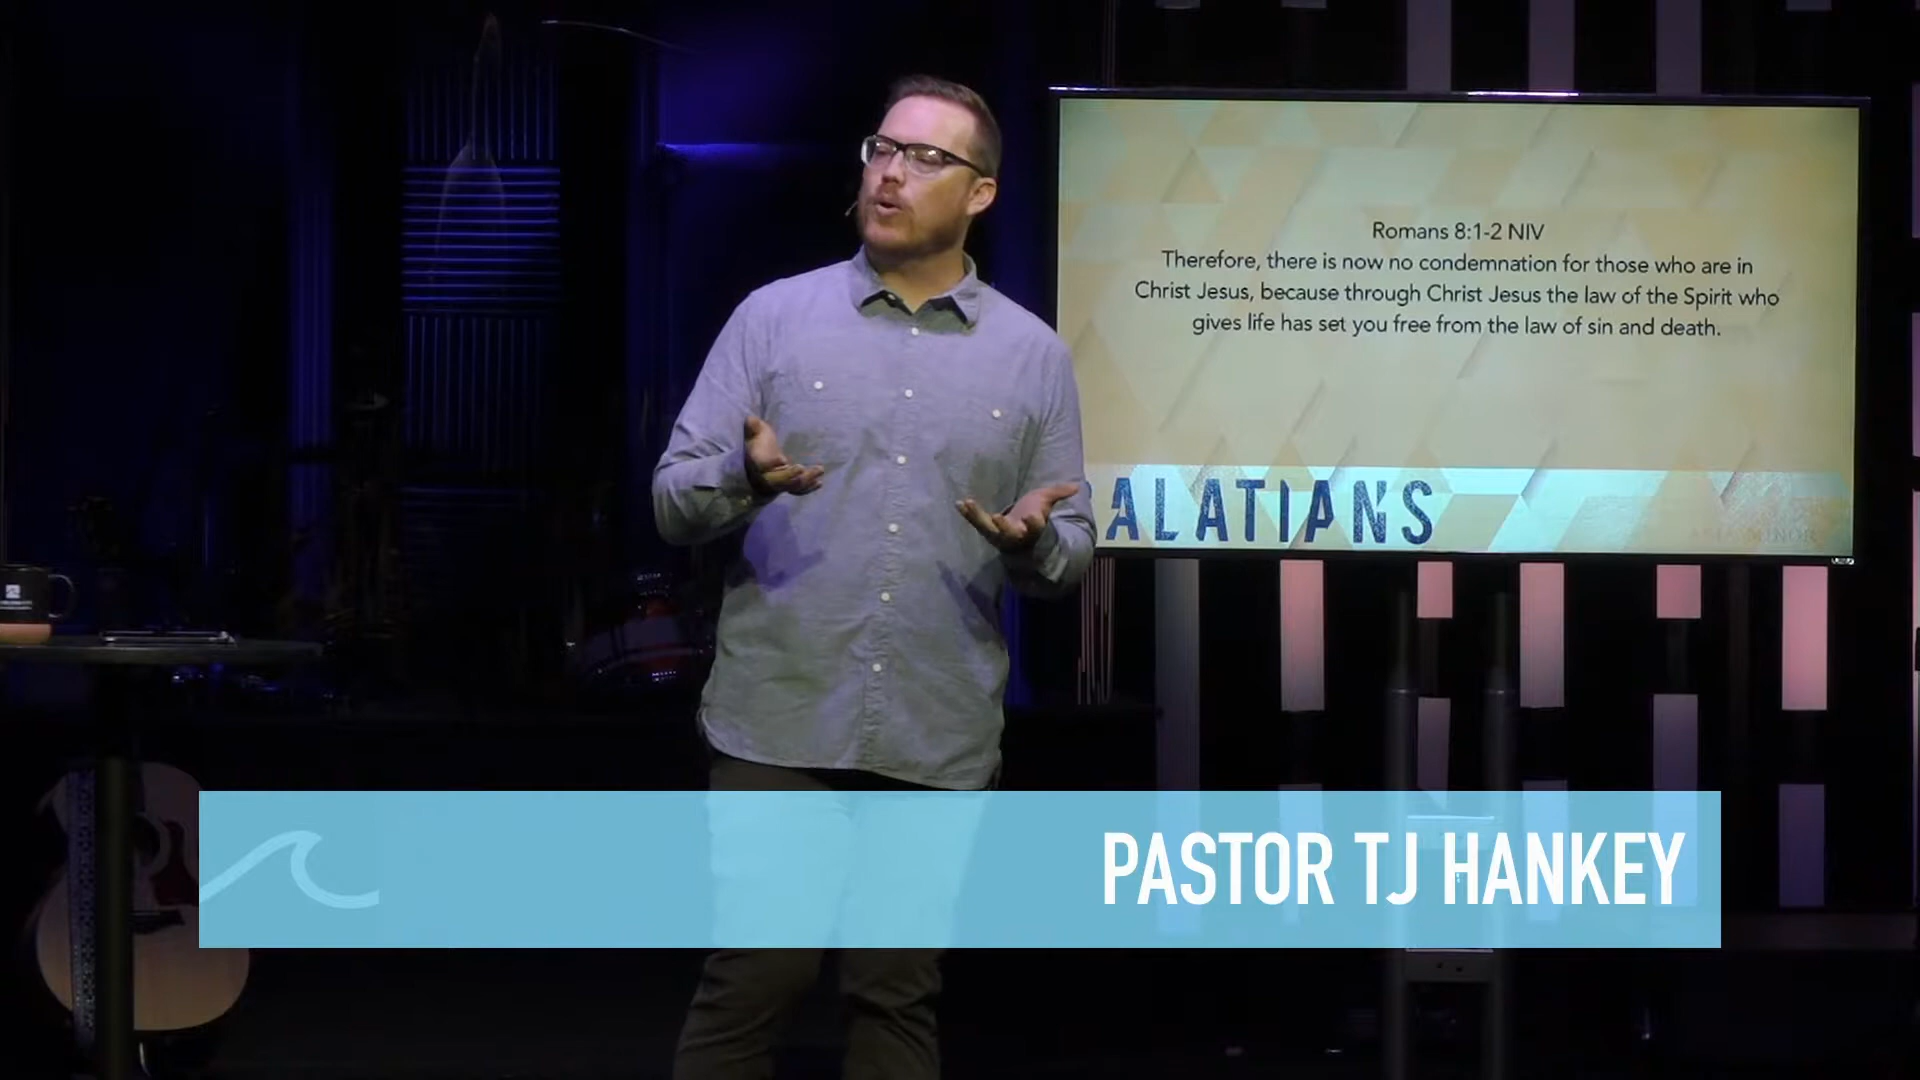 Romans 8:1-2 NIV
Therefore, there is now no condemnation for those who are in
Christ Jesus, because through Christ Jesus the law of the Spirit who
gives life has set you free from the law of sin and death.
ALATIANS
PASTOR TJ HANKEY